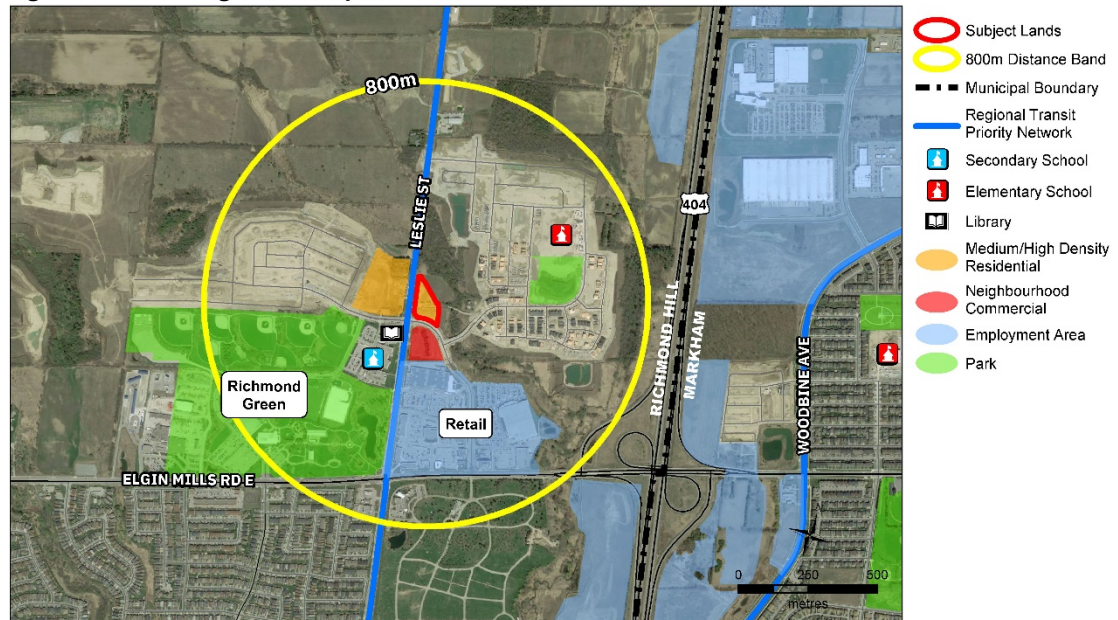 800m
LESLIE ST
404
RICHMOND HILL
MARKHAM
WOODBINE AVE
Richmond
Green
Retail
ELGIN MILLS RD E
0 250 500
metres
Subject Lands
800m Distance Band
Municipal Boundary
Regional Transit
Priority Network
Secondary School
Elementary School
Library
Medium/High Density
Residential
Neighbourhood
Commercial
Employment Area
Park